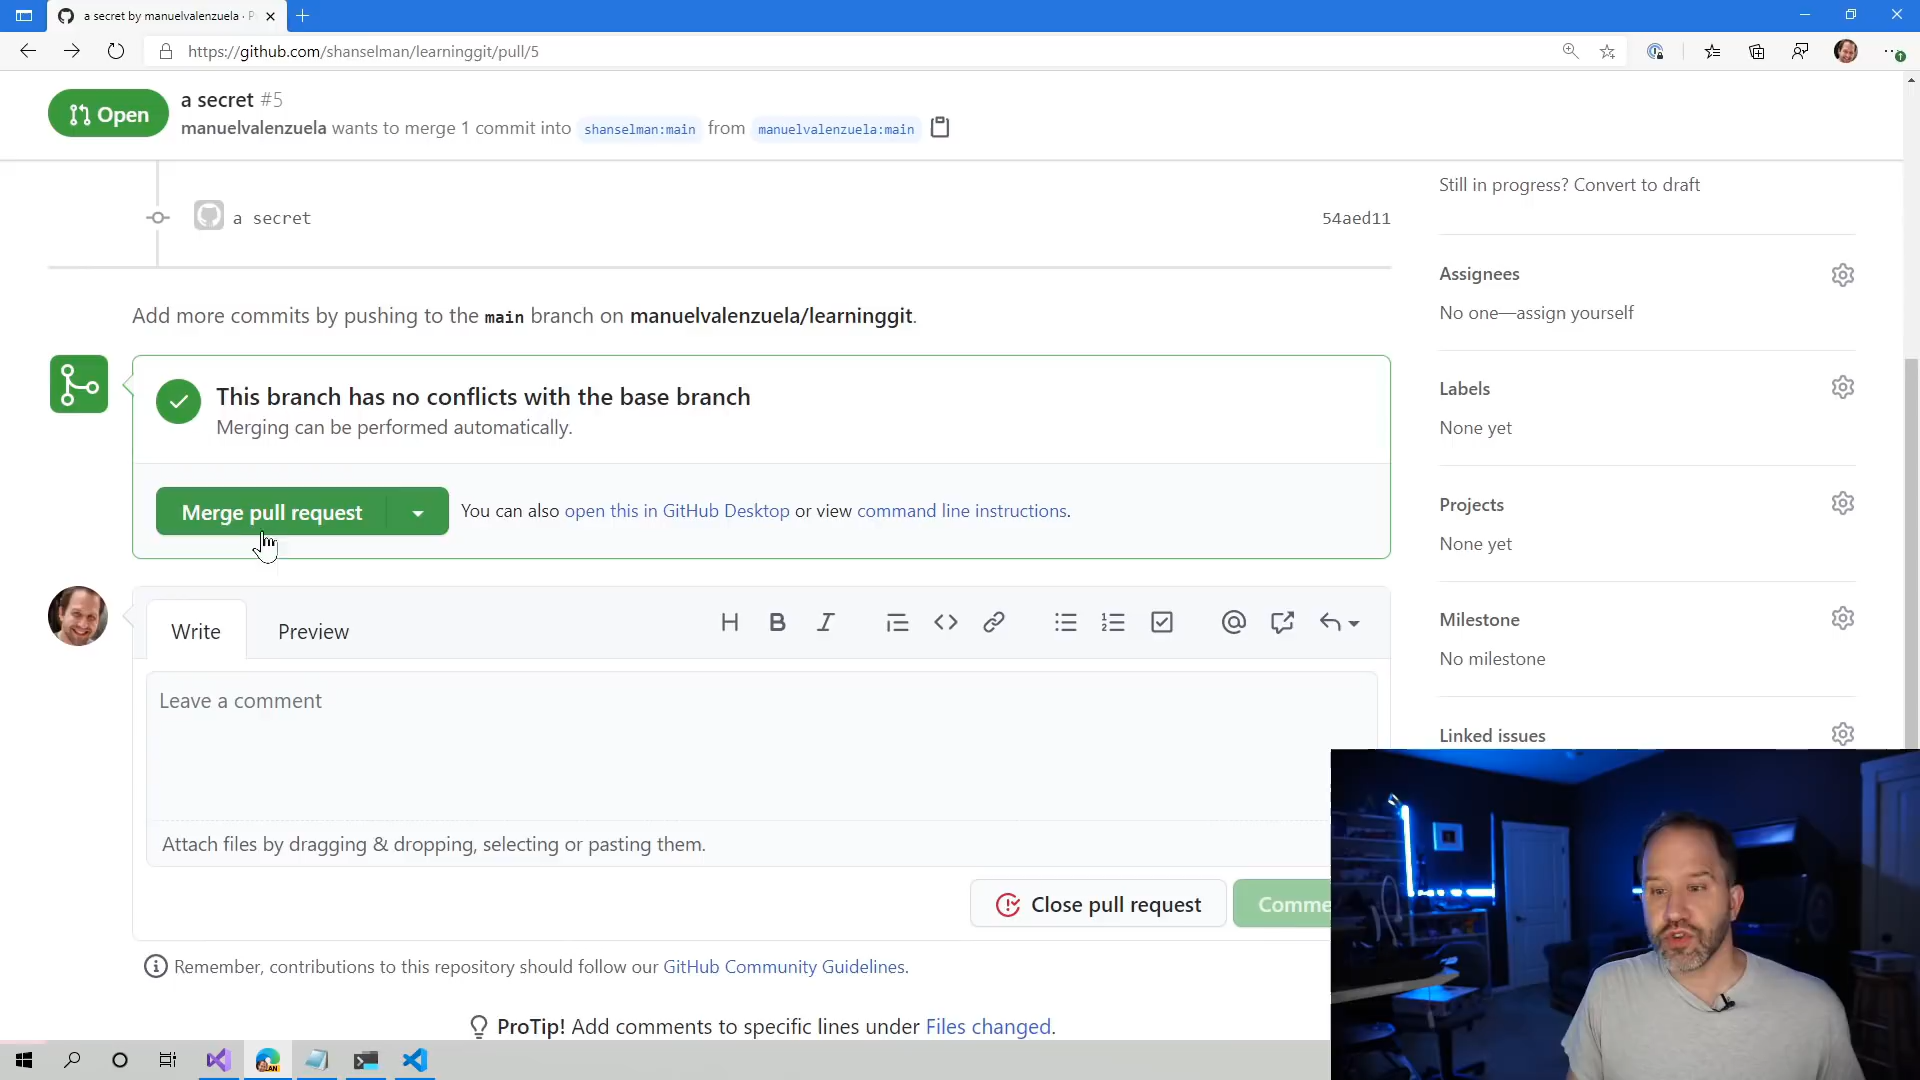 a secret by manuelvalenzuela · P
https://github.com/shanselman/learninggit/pull/5
Open
a secret #5
manuelvalenzuela wants to merge 1 commit into shanselman:main from manuelvalenzuela:main
Still in progress? Convert to draft
a secret
54aed11
Assignees
No one—assign yourself
Add more commits by pushing to the main branch on manuelvalenzuela/learninggit.
This branch has no conflicts with the base branch
Merging can be performed automatically.
Labels
None yet
Merge pull request
You can also open this in GitHub Desktop or view command line instructions.
Projects
None yet
Write
Preview
Milestone
No milestone
Leave a comment
Linked issues
Attach files by dragging & dropping, selecting or pasting them.
Close pull request
Comme
Remember, contributions to this repository should follow our GitHub Community Guidelines.
ProTip! Add comments to specific lines under Files changed.